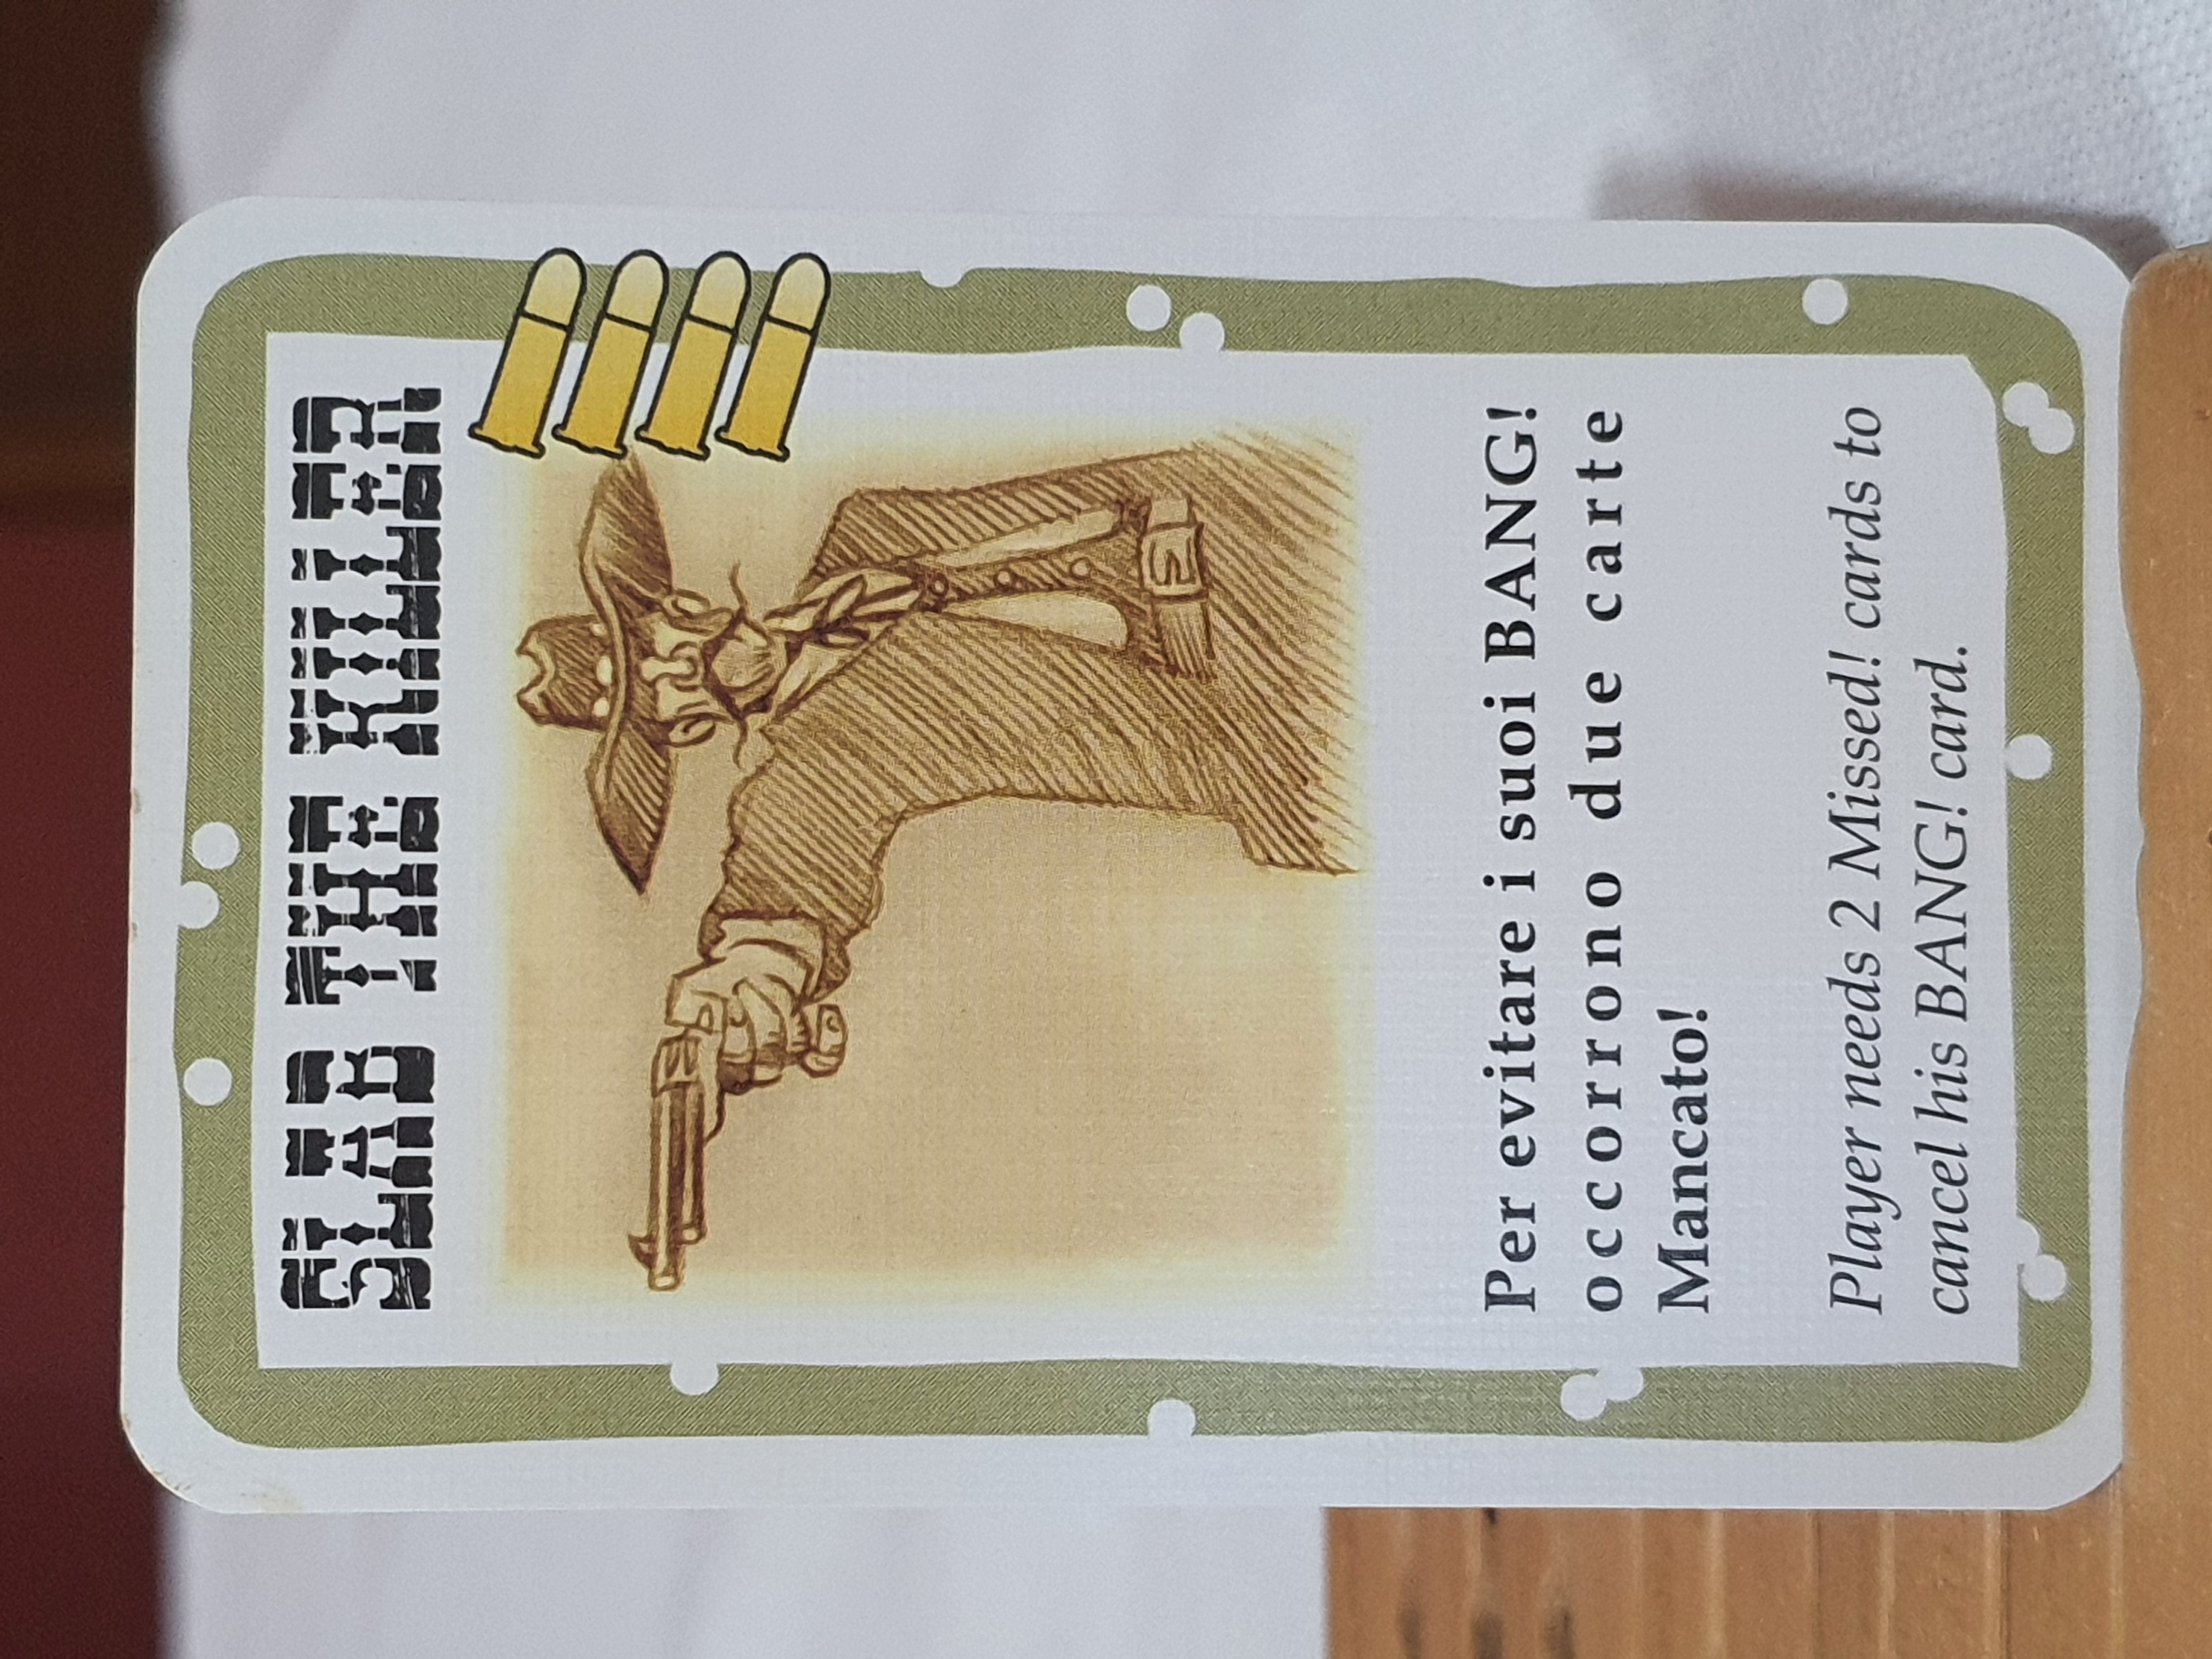 SLAB THE KILLER
Per evitare i suoi BANG!
occorrono due carte
Mancato!
Player needs 2 Missed! cards to
cancel his BANG! card.